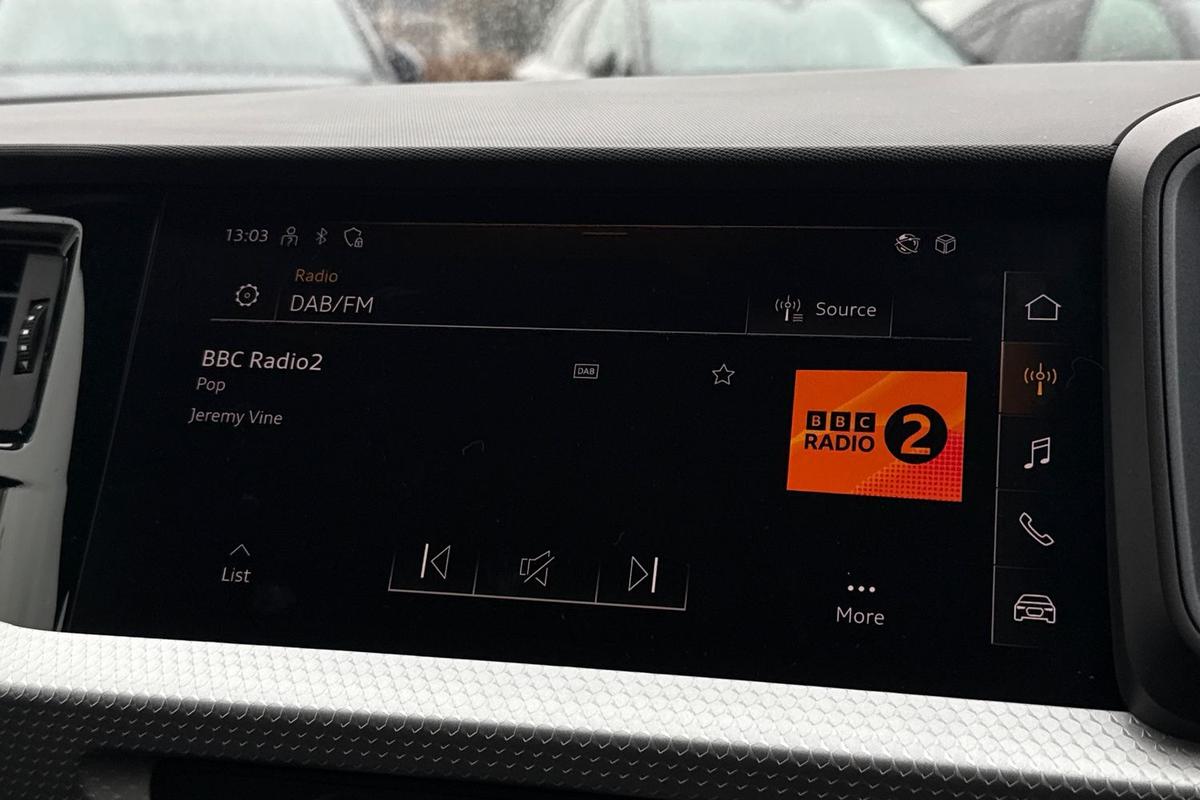 13:03
Radio
DAB/FM
Source
BBC Radio2
DAB
Pop
Jeremy Vine
BBC
RADIO 2
List
More